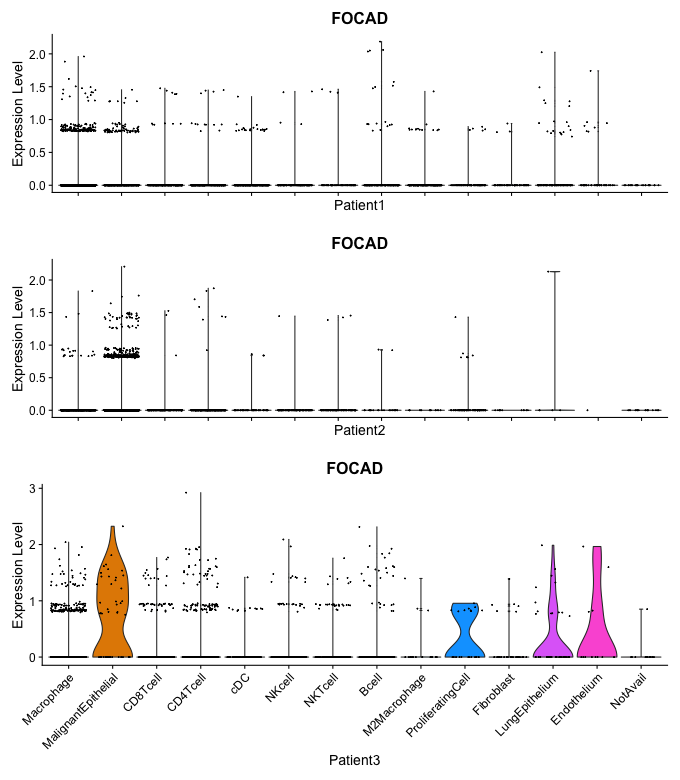 FOCAD
Expression Level
2.0
1.5
1.0
0.5
0.0
Patient1
FOCAD
Expression Level
2.0
1.5
1.0
0.5
0.0
Patient2
FOCAD
Expression Level
3
2
1
0
Macrophage
MalignantEpithelial
CD8Tcell
CD4Tcell
cDC
NKcell
NKTcell
Bcell
M2Macrophage
ProliferatingCell
Fibroblast
LungEpithelium
Endothelium
NotAvail
Patient3